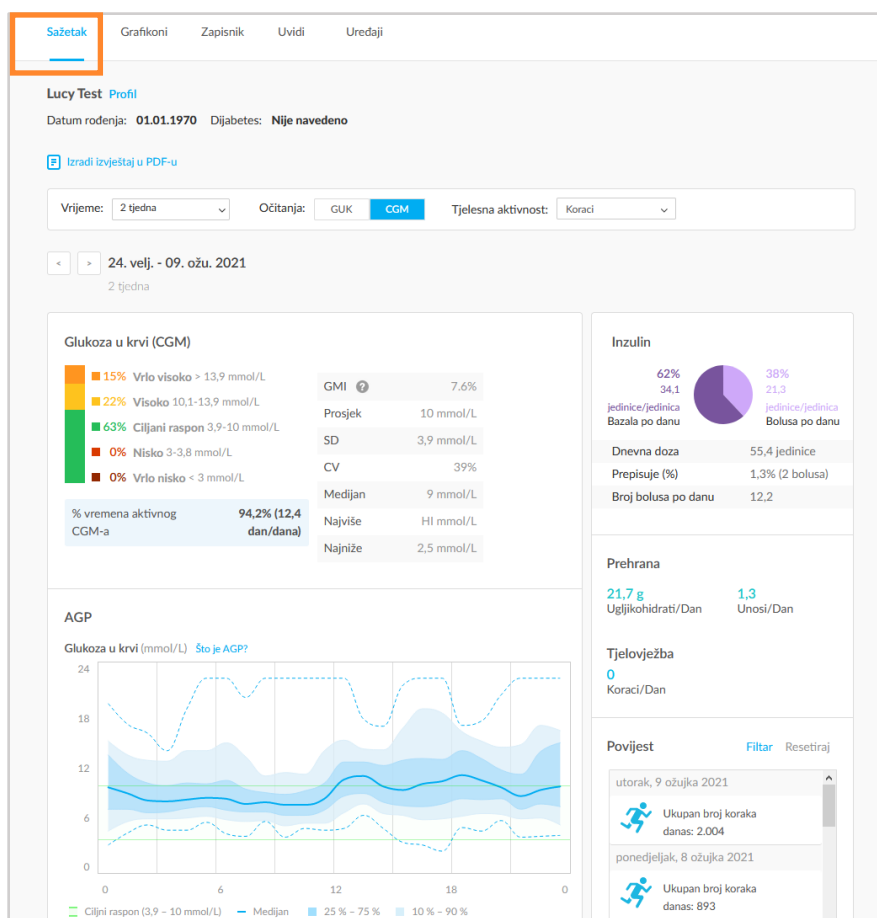 Sažetak Grafikoni Zapisnik Uvidi Uređaji
Lucy Test Profil
Datum rođenja: 01.01.1970 Dijabetes: Nije navedeno
Izradi izvještaj u PDF-u
Vrijeme: 2 tjedna Očitanja: GUK CGM Tjelesna aktivnost: Koraci
< > 24. velj. - 09. ožu. 2021
2 tjedna
Glukoza u krvi (CGM)
15% Vrlo visoko > 13,9 mmol/L
22% Visoko 10,1-13,9 mmol/L
63% Ciljani raspon 3,9-10 mmol/L
0% Nisko 3-3,8 mmol/L
0% Vrlo nisko < 3 mmol/L
% vremena aktivnog 94,2% (12,4
CGM-a dan/dana)
GMI ? 7.6%
Prosjek 10 mmol/L
SD 3,9 mmol/L
CV 39%
Medijan 9 mmol/L
Najviše HI mmol/L
Najniže 2,5 mmol/L
AGP
Glukoza u krvi (mmol/L) Što je AGP?
24
18
12
6
0
0 6 12 18 0
Ciljni raspon (3,9 – 10 mmol/L) Medijan 25 % – 75 % 10 % – 90 %
Inzulin
62% 38%
34,1 21,3
jedinice/jedinica jedinice/jedinica
Bazala po danu Bolusa po danu
Dnevna doza 55,4 jedinice
Prepisuje (%) 1,3% (2 bolusa)
Broj bolusa po danu 12,2
Prehrana
21,7 g 1,3
Ugljikohidrati/Dan Unosi/Dan
Tjelovježba
0
Koraci/Dan
Povijest Filtar Resetiraj
utorak, 9 ožujka 2021
Ukupan broj koraka
danas: 2.004
ponedjeljak, 8 ožujka 2021
Ukupan broj koraka
danas: 893